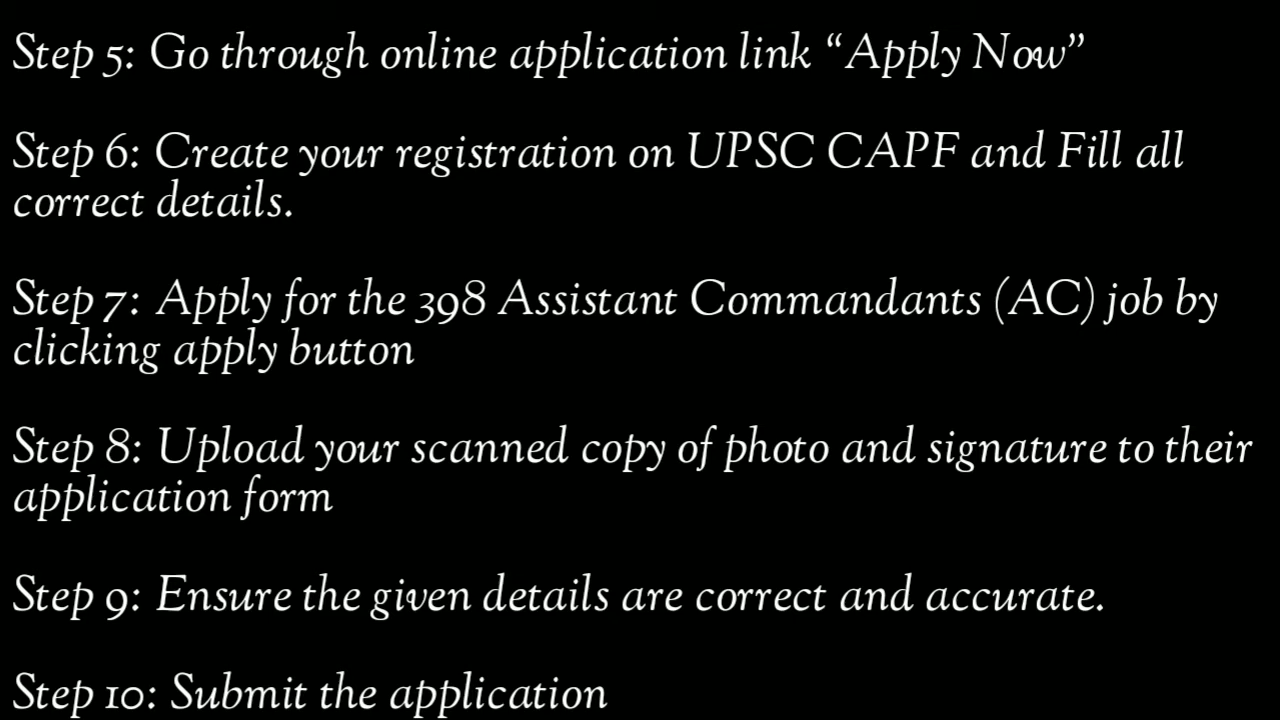 Step 5: Go through online application link “Apply Now”
Step 6: Create your registration on UPSC CAPF and Fill all
correct details.
Step 7: Apply for the 398 Assistant Commandants (AC) job by
clicking apply button
Step 8: Upload your scanned copy of photo and signature to their
application form
Step 9: Ensure the given details are correct and accurate.
Step 10: Submit the application